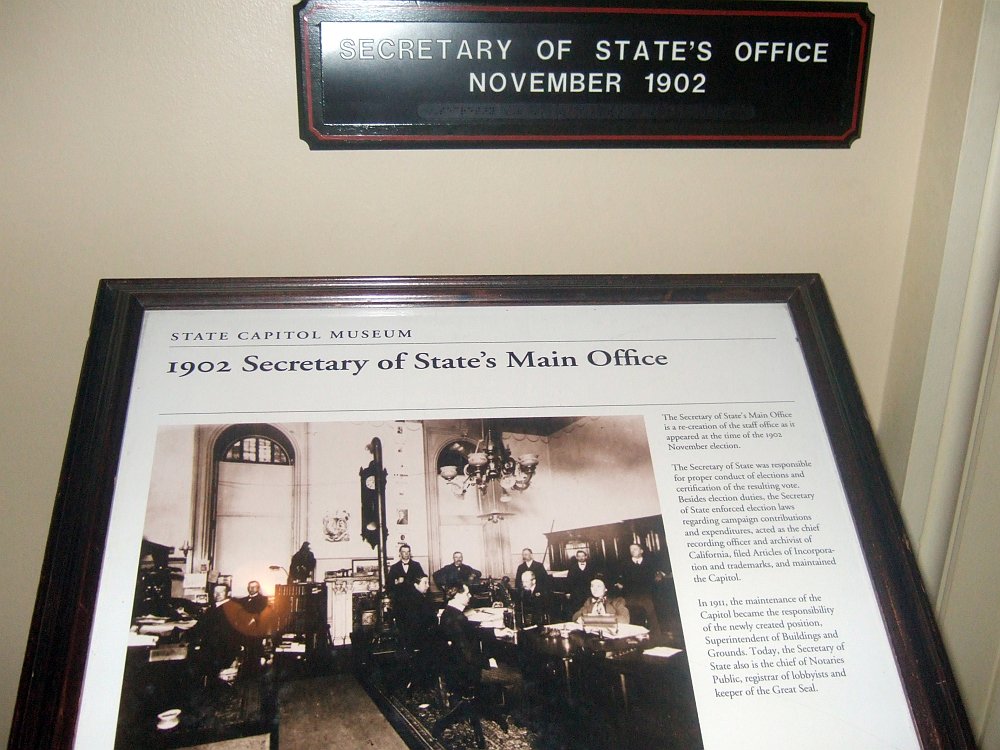 SECRETARY OF STATE'S OFFICE
NOVEMBER 1902
STATE CAPITOL MUSEUM
1902 Secretary of State's Main Office
The Secretary of State's Main Office
is a re-creation of the staff office as it
appeared at the time of the 1902
November election.
The Secretary of State was responsible
for proper conduct of elections and
certification of the resulting vote.
Besides election duties, the Secretary
of State enforced election laws
regarding campaign contributions
and expenditures, acted as the chief
recording officer and archivist of
California, filed Articles of Incorpora-
tion and trademarks, and maintained
the Capitol.
In 1911, the maintenance of the
Capitol became the responsibility
of the newly created position,
Superintendent of Buildings and
Grounds. Today, the Secretary of
State also is the chief of Notaries
Public, registrar of lobbyists and
keeper of the Great Seal.